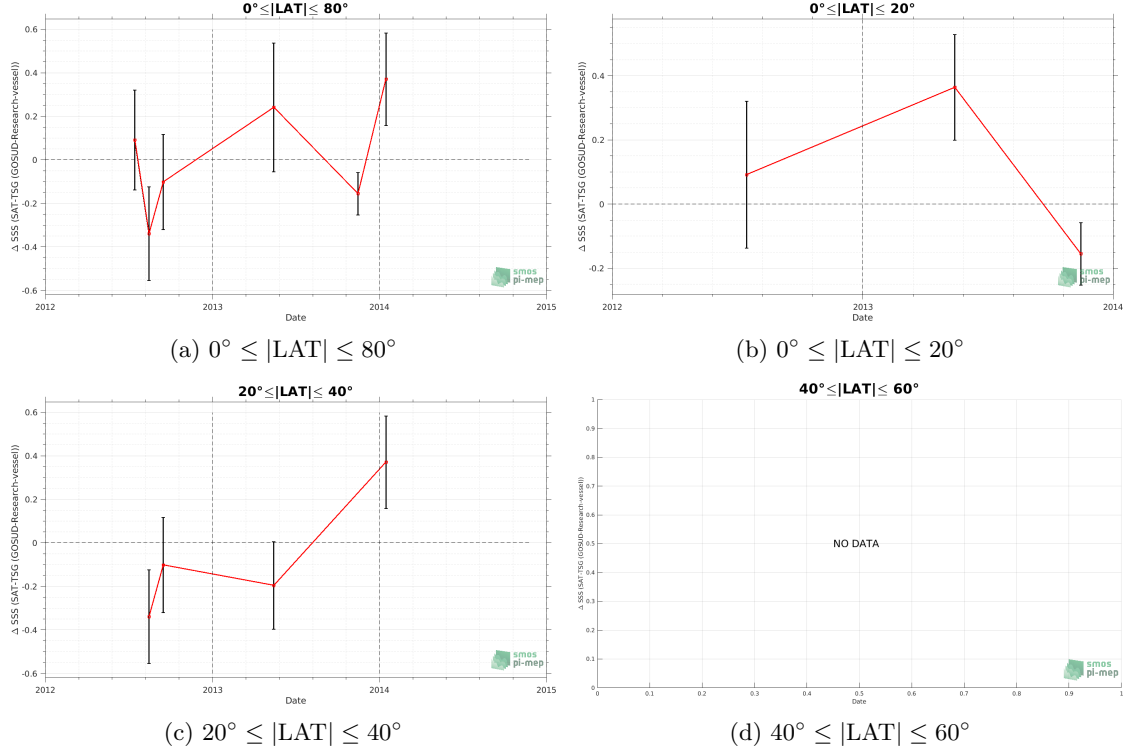 0°≤|LAT|≤ 80°
Δ SSS (SAT-TSG (GOSUD-Research-vessel))
0.6
0.4
0.2
0
-0.2
-0.4
-0.6
2012
2013
2014
2015
Date
smos
pi-mep
(a) 0° ≤ |LAT| ≤ 80°
0°≤|LAT|≤ 20°
Δ SSS (SAT-TSG (GOSUD-Research-vessel))
0.4
0.2
0
-0.2
2012
2013
2014
Date
smos
pi-mep
(b) 0° ≤ |LAT| ≤ 20°
20°≤|LAT|≤ 40°
Δ SSS (SAT-TSG (GOSUD-Research-vessel))
0.6
0.4
0.2
0
-0.2
-0.4
-0.6
2012
2013
2014
2015
Date
smos
pi-mep
(c) 20° ≤ |LAT| ≤ 40°
40°≤|LAT|≤ 60°
Δ SSS (SAT-TSG (GOSUD-Research-vessel))
1
0.9
0.8
0.7
0.6
0.5
0.4
0.3
0.2
0.1
0
NO DATA
0
0.1
0.2
0.3
0.4
0.5
0.6
0.7
0.8
0.9
1
Date
smos
pi-mep
(d) 40° ≤ |LAT| ≤ 60°